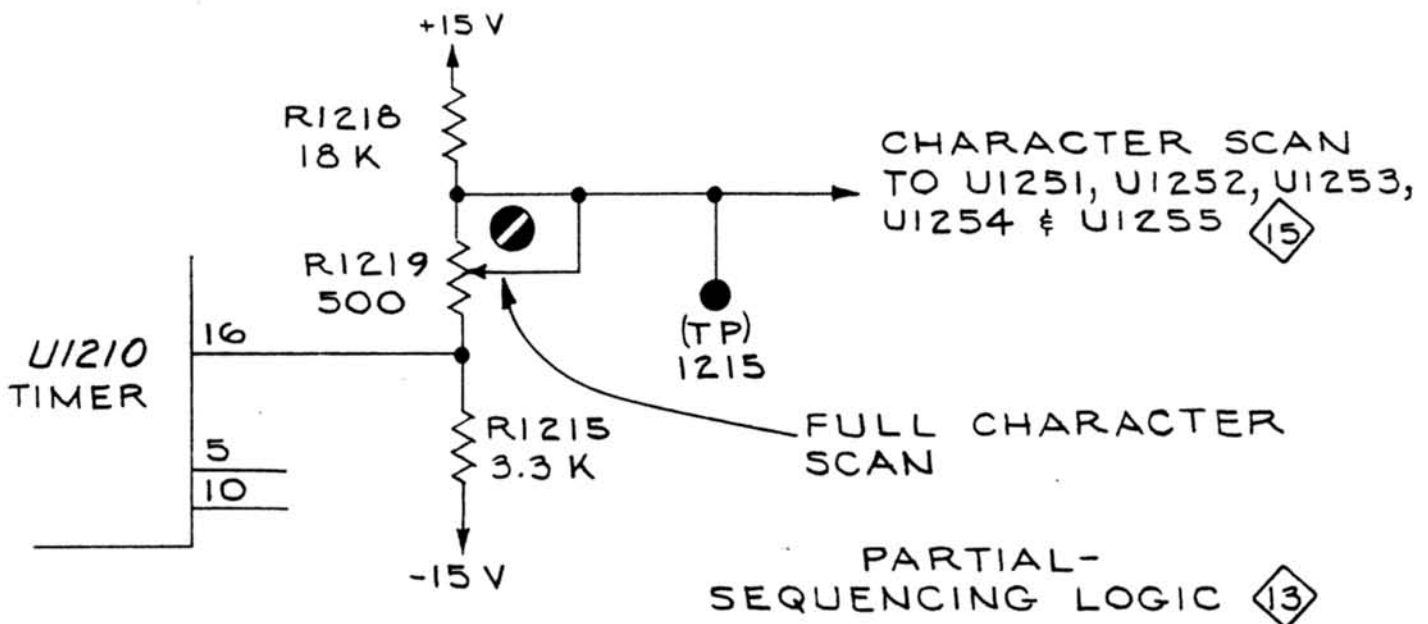 +15 V
R1218
18 K
CHARACTER SCAN
TO U1251, U1252, U1253,
U1254 & U1255 15
R1219
500
(TP)
1215
U1210
TIMER
16
5
10
R1215
3.3 K
FULL CHARACTER
SCAN
-15 V
PARTIAL-
SEQUENCING LOGIC 13